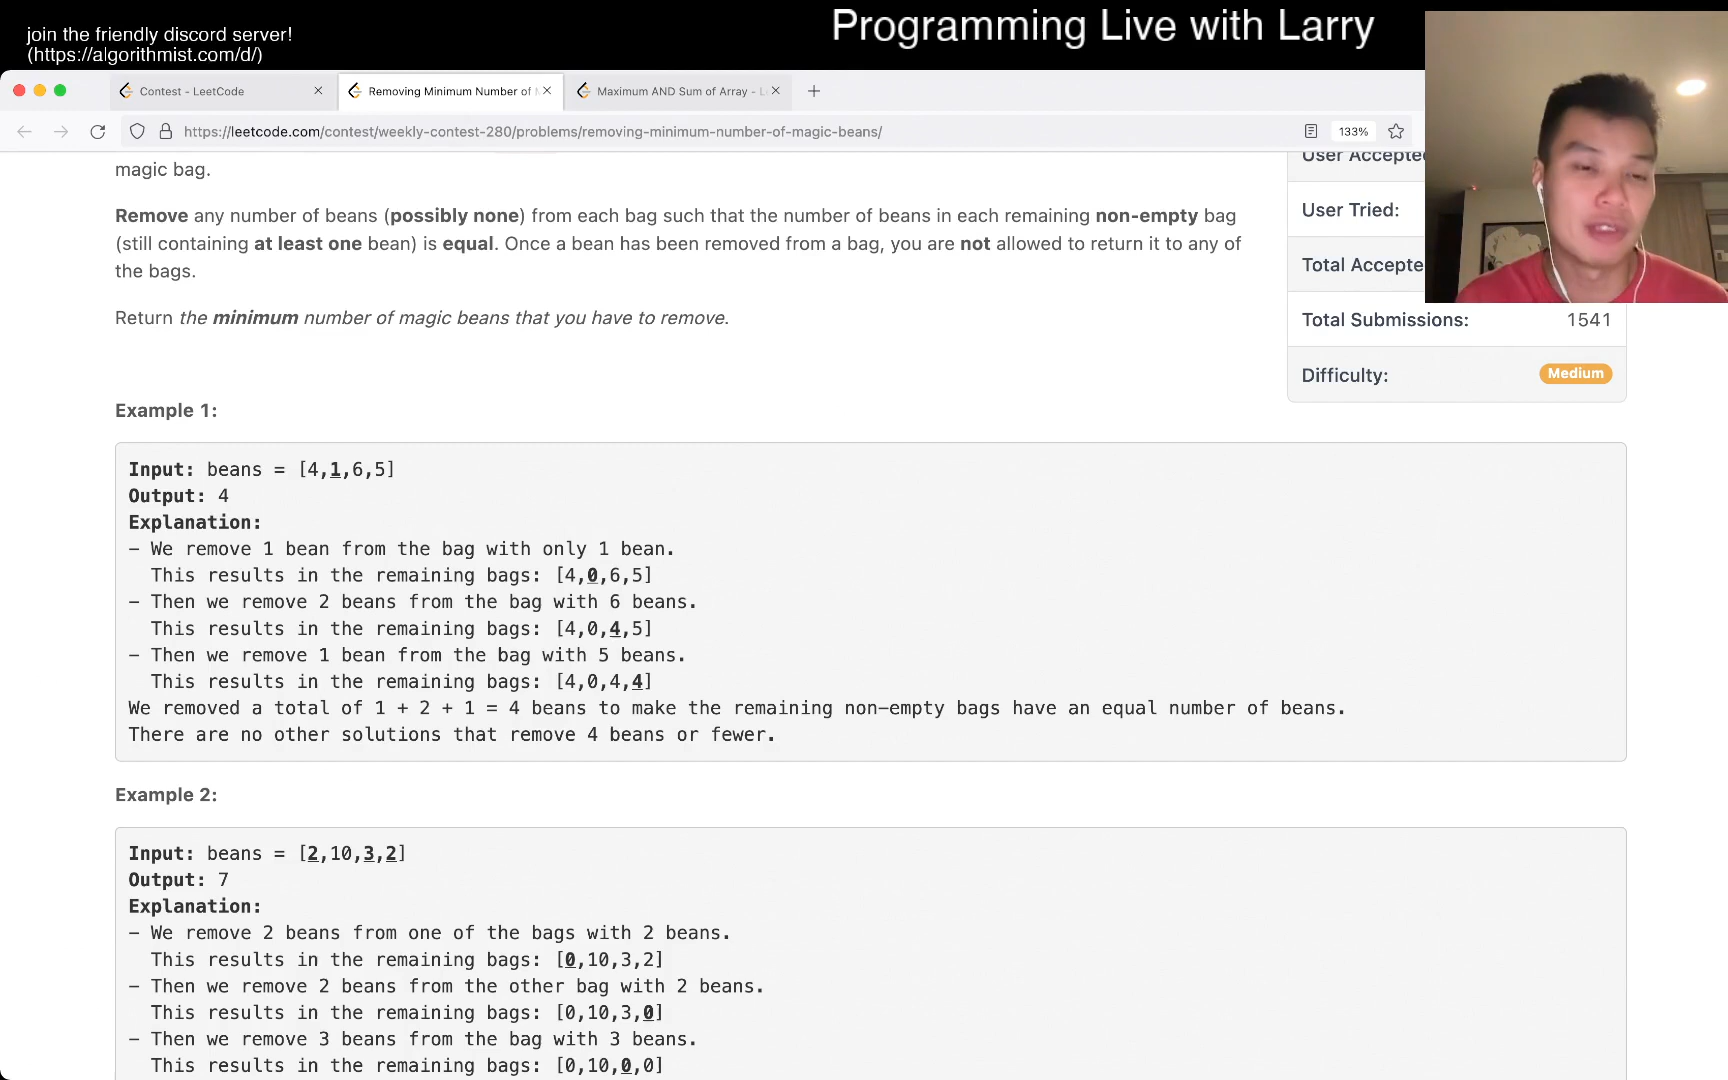 join the friendly discord server!
(https://algorithmist.com/d/)
Programming Live with Larry
Contest - LeetCode
Removing Minimum Number of
Maximum AND Sum of Array -
https://leetcode.com/contest/weekly-contest-280/problems/removing-minimum-number-of-magic-beans/
133%
magic bag.
Remove any number of beans (possibly none) from each bag such that the number of beans in each remaining non-empty bag
(still containing at least one bean) is equal. Once a bean has been removed from a bag, you are not allowed to return it to any of
the bags.
Return the minimum number of magic beans that you have to remove.
User Accepte
User Tried:
Total Accepte
Total Submissions: 1541
Difficulty: Medium
Example 1:
Input: beans = [4,1,6,5]
Output: 4
Explanation:
- We remove 1 bean from the bag with only 1 bean.
This results in the remaining bags: [4,0,6,5]
- Then we remove 2 beans from the bag with 6 beans.
This results in the remaining bags: [4,0,4,5]
- Then we remove 1 bean from the bag with 5 beans.
This results in the remaining bags: [4,0,4,4]
We removed a total of 1 + 2 + 1 = 4 beans to make the remaining non-empty bags have an equal number of beans.
There are no other solutions that remove 4 beans or fewer.
Example 2:
Input: beans = [2,10,3,2]
Output: 7
Explanation:
- We remove 2 beans from one of the bags with 2 beans.
This results in the remaining bags: [0,10,3,2]
- Then we remove 2 beans from the other bag with 2 beans.
This results in the remaining bags: [0,10,3,0]
- Then we remove 3 beans from the bag with 3 beans.
This results in the remaining bags: [0,10,0,0]